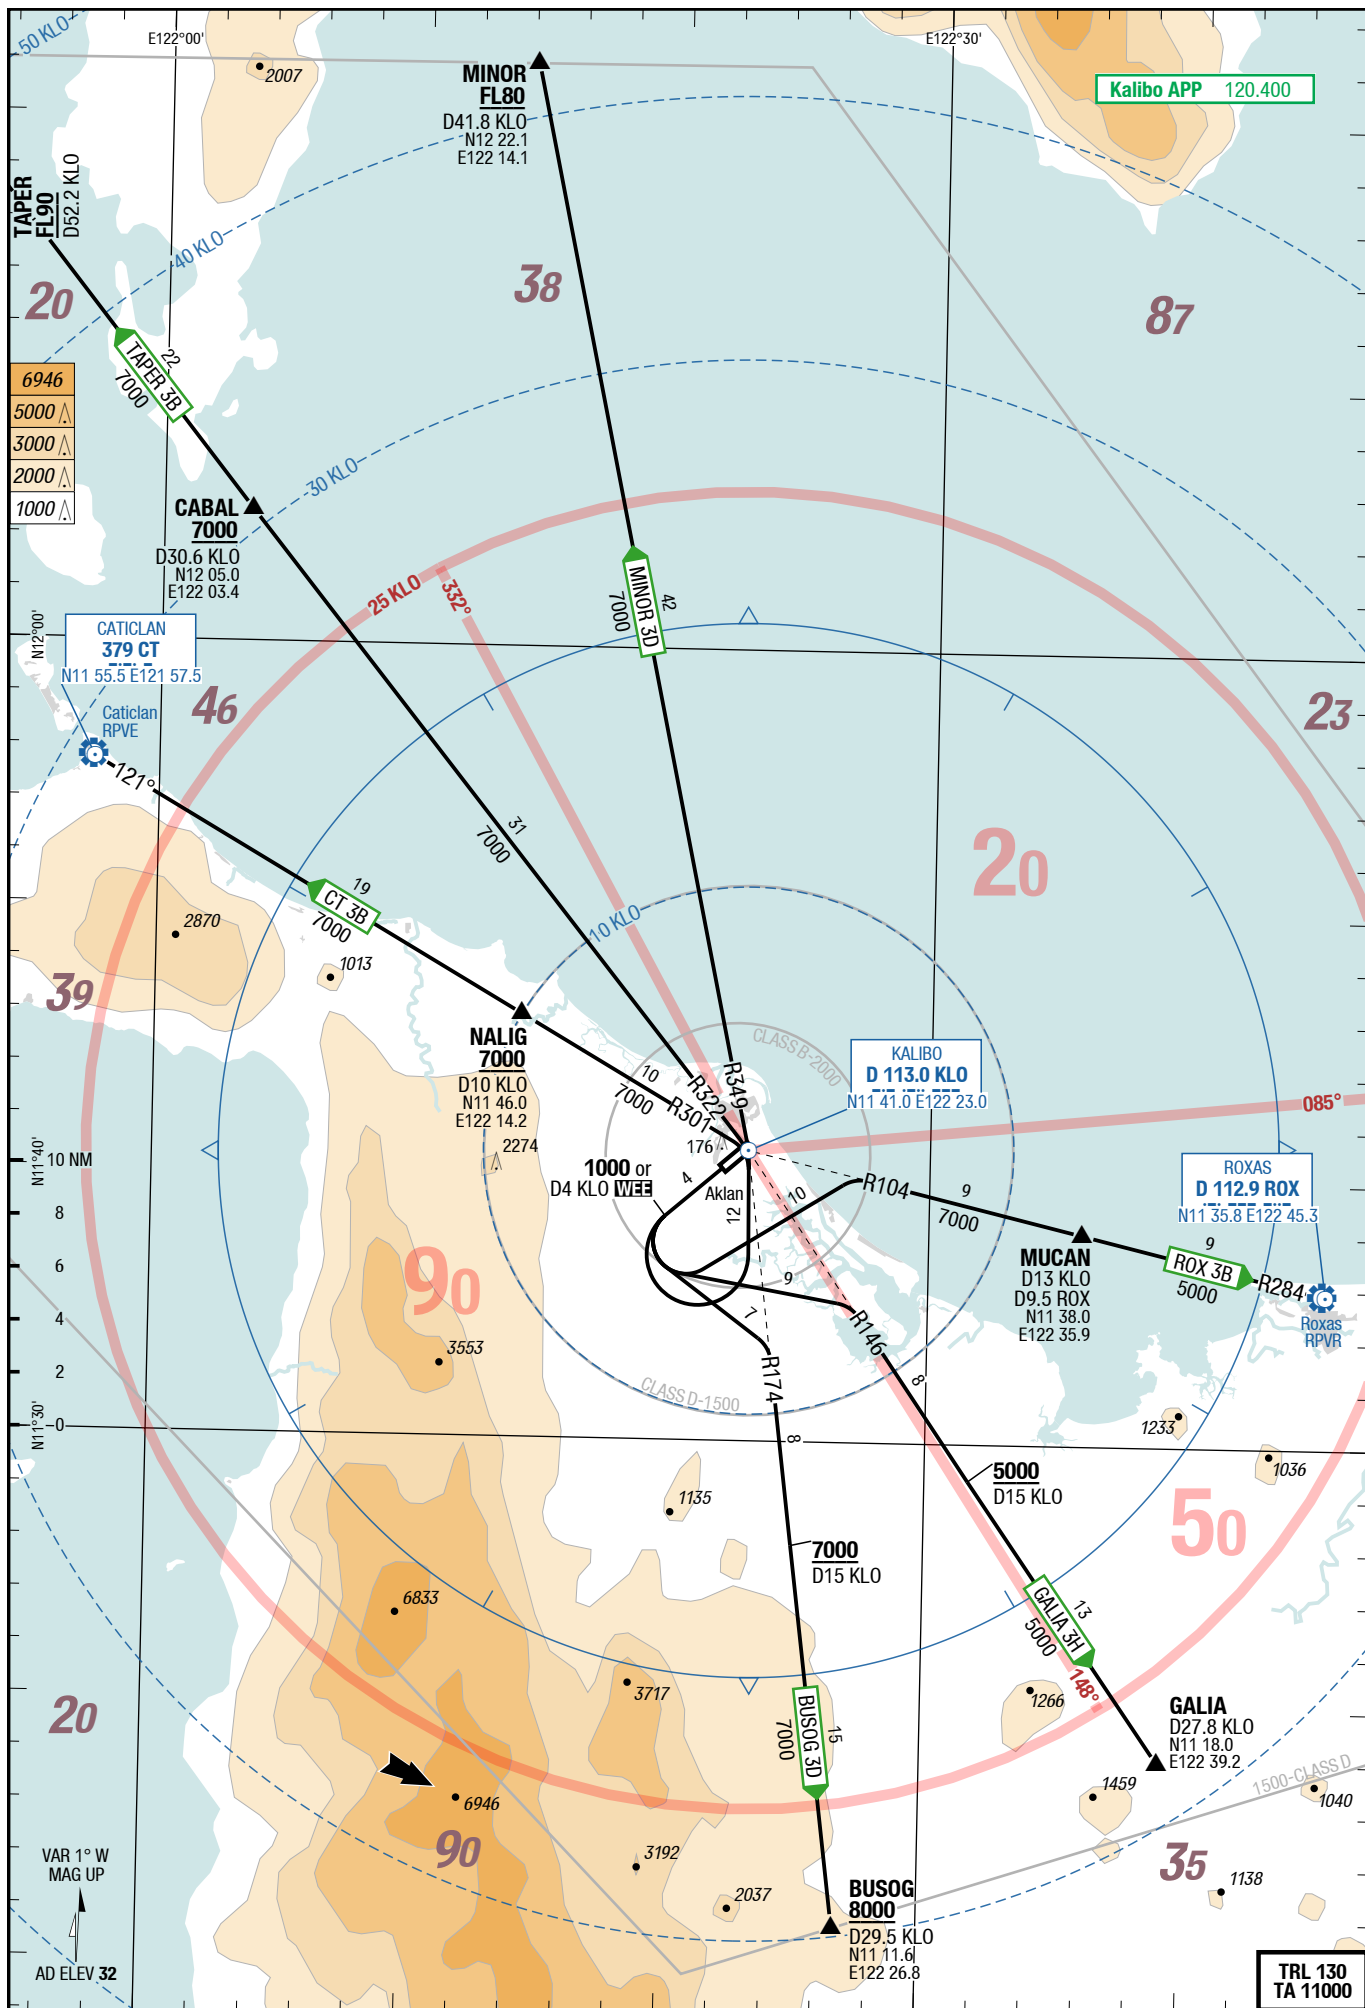 50 KLO
E122°00'
E122°30'
2007
MINOR
FL80
D41.8 KLO
N12 22.1
E122 14.1
Kalibo APP 120.400
TAPER
FL90
D52.2 KLO
40 KLO
20
38
87
22
TAPER 3B
7000
6946
5000
3000
2000
1000
30 KLO
CABAL
7000
D30.6 KLO
N12 05.0
E122 03.4
25 KLO
332°
42
MINOR 3D
7000
N12°00'
CATICLAN
379 CT
N11 55.5 E121 57.5
46
23
Caticlan
RPVE
121°
31
7000
20
19
CT 3B
7000
2870
1013
10 KLO
39
NALIG
7000
D10 KLO
N11 46.0
E122 14.2
10
7000
R301
R322
R349
CLASS B-2000
KALIBO
D 113.0 KLO
N11 41.0 E122 23.0
085°
2274
176
N11°40'
10 NM
8
6
4
2
0
N11°30'
1000 or
D4 KLO WEE
4
Aklan
12
10
R104
9
7000
ROXAS
D 112.9 ROX
N11 35.8 E122 45.3
MUCAN
D13 KLO
D9.5 ROX
N11 38.0
E122 35.9
9
ROX 3B
5000
R284
Roxas
RPVR
9
7
R146
90
3553
R174
8
CLASS D-1500
8
1233
1036
5000
D15 KLO
1135
50
7000
D15 KLO
6833
13
GALIA 3H
5000
148°
3717
1266
20
15
BUSOG 3D
7000
GALIA
D27.8 KLO
N11 18.0
E122 39.2
1500-CLASS D
1459
1040
6946
90
3192
35
VAR 1° W
MAG UP
2037
1138
BUSOG
8000
D29.5 KLO
N11 11.6
E122 26.8
AD ELEV 32
TRL 130
TA 11000